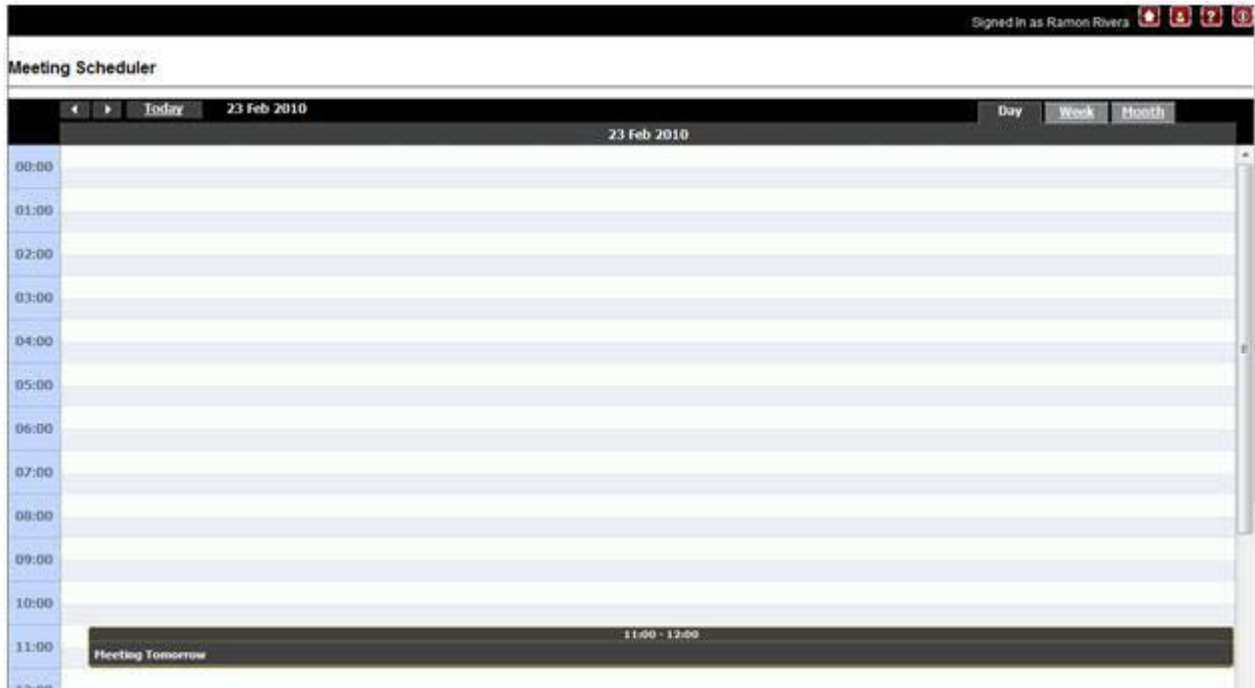 Signed in as Ramon Rivera ?
Meeting Scheduler
Today 23 Feb 2010 Day Week Month
23 Feb 2010
00:00
01:00
02:00
03:00
04:00
05:00
06:00
07:00
08:00
09:00
10:00
11:00 - 12:00
11:00 Meeting Tomorrow